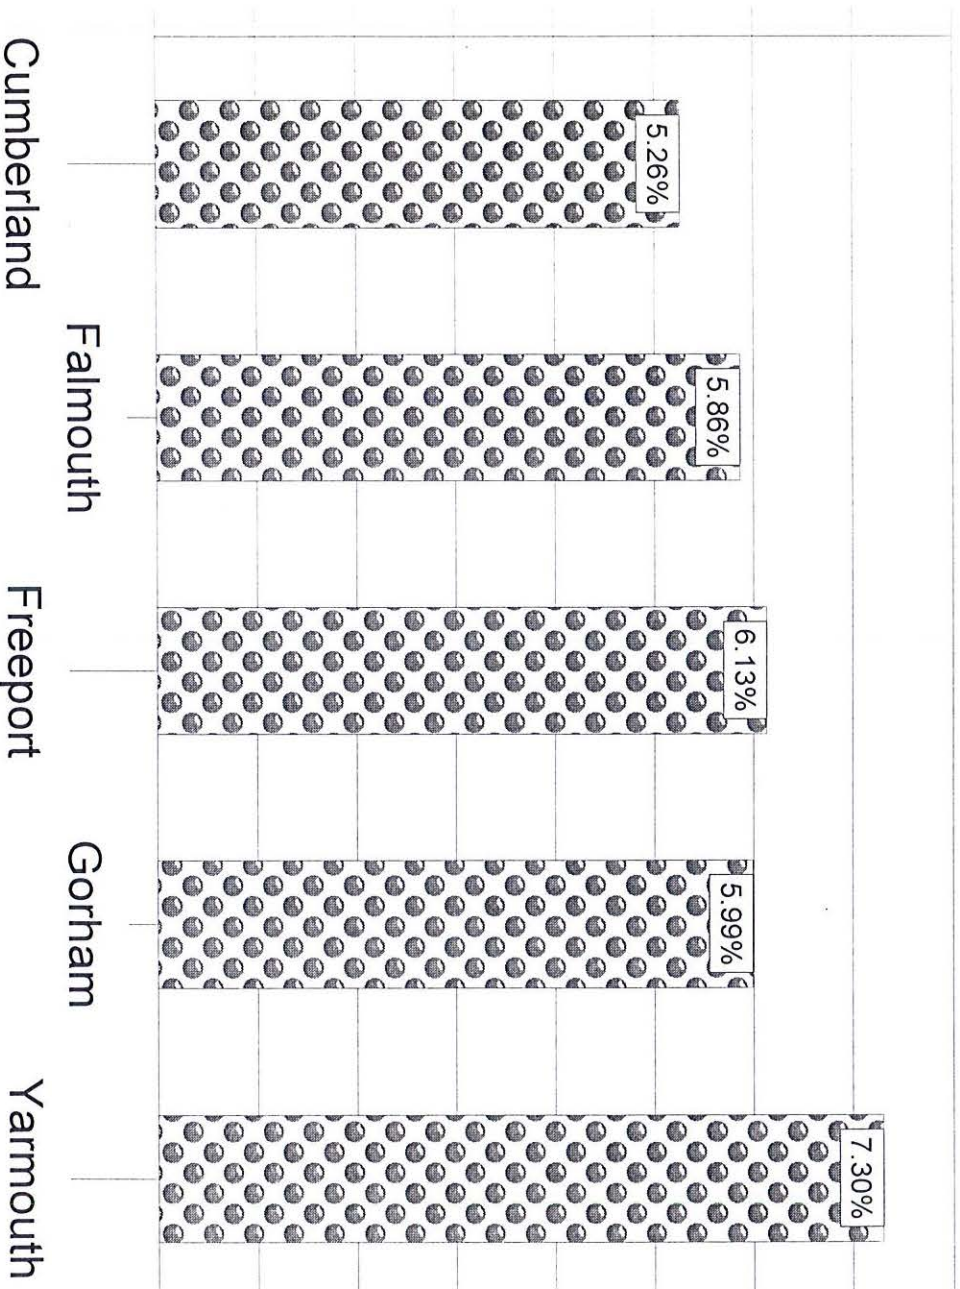 5.26%
5.86%
6.13%
5.99%
7.30%
Cumberland
Falmouth
Freeport
Gorham
Yarmouth